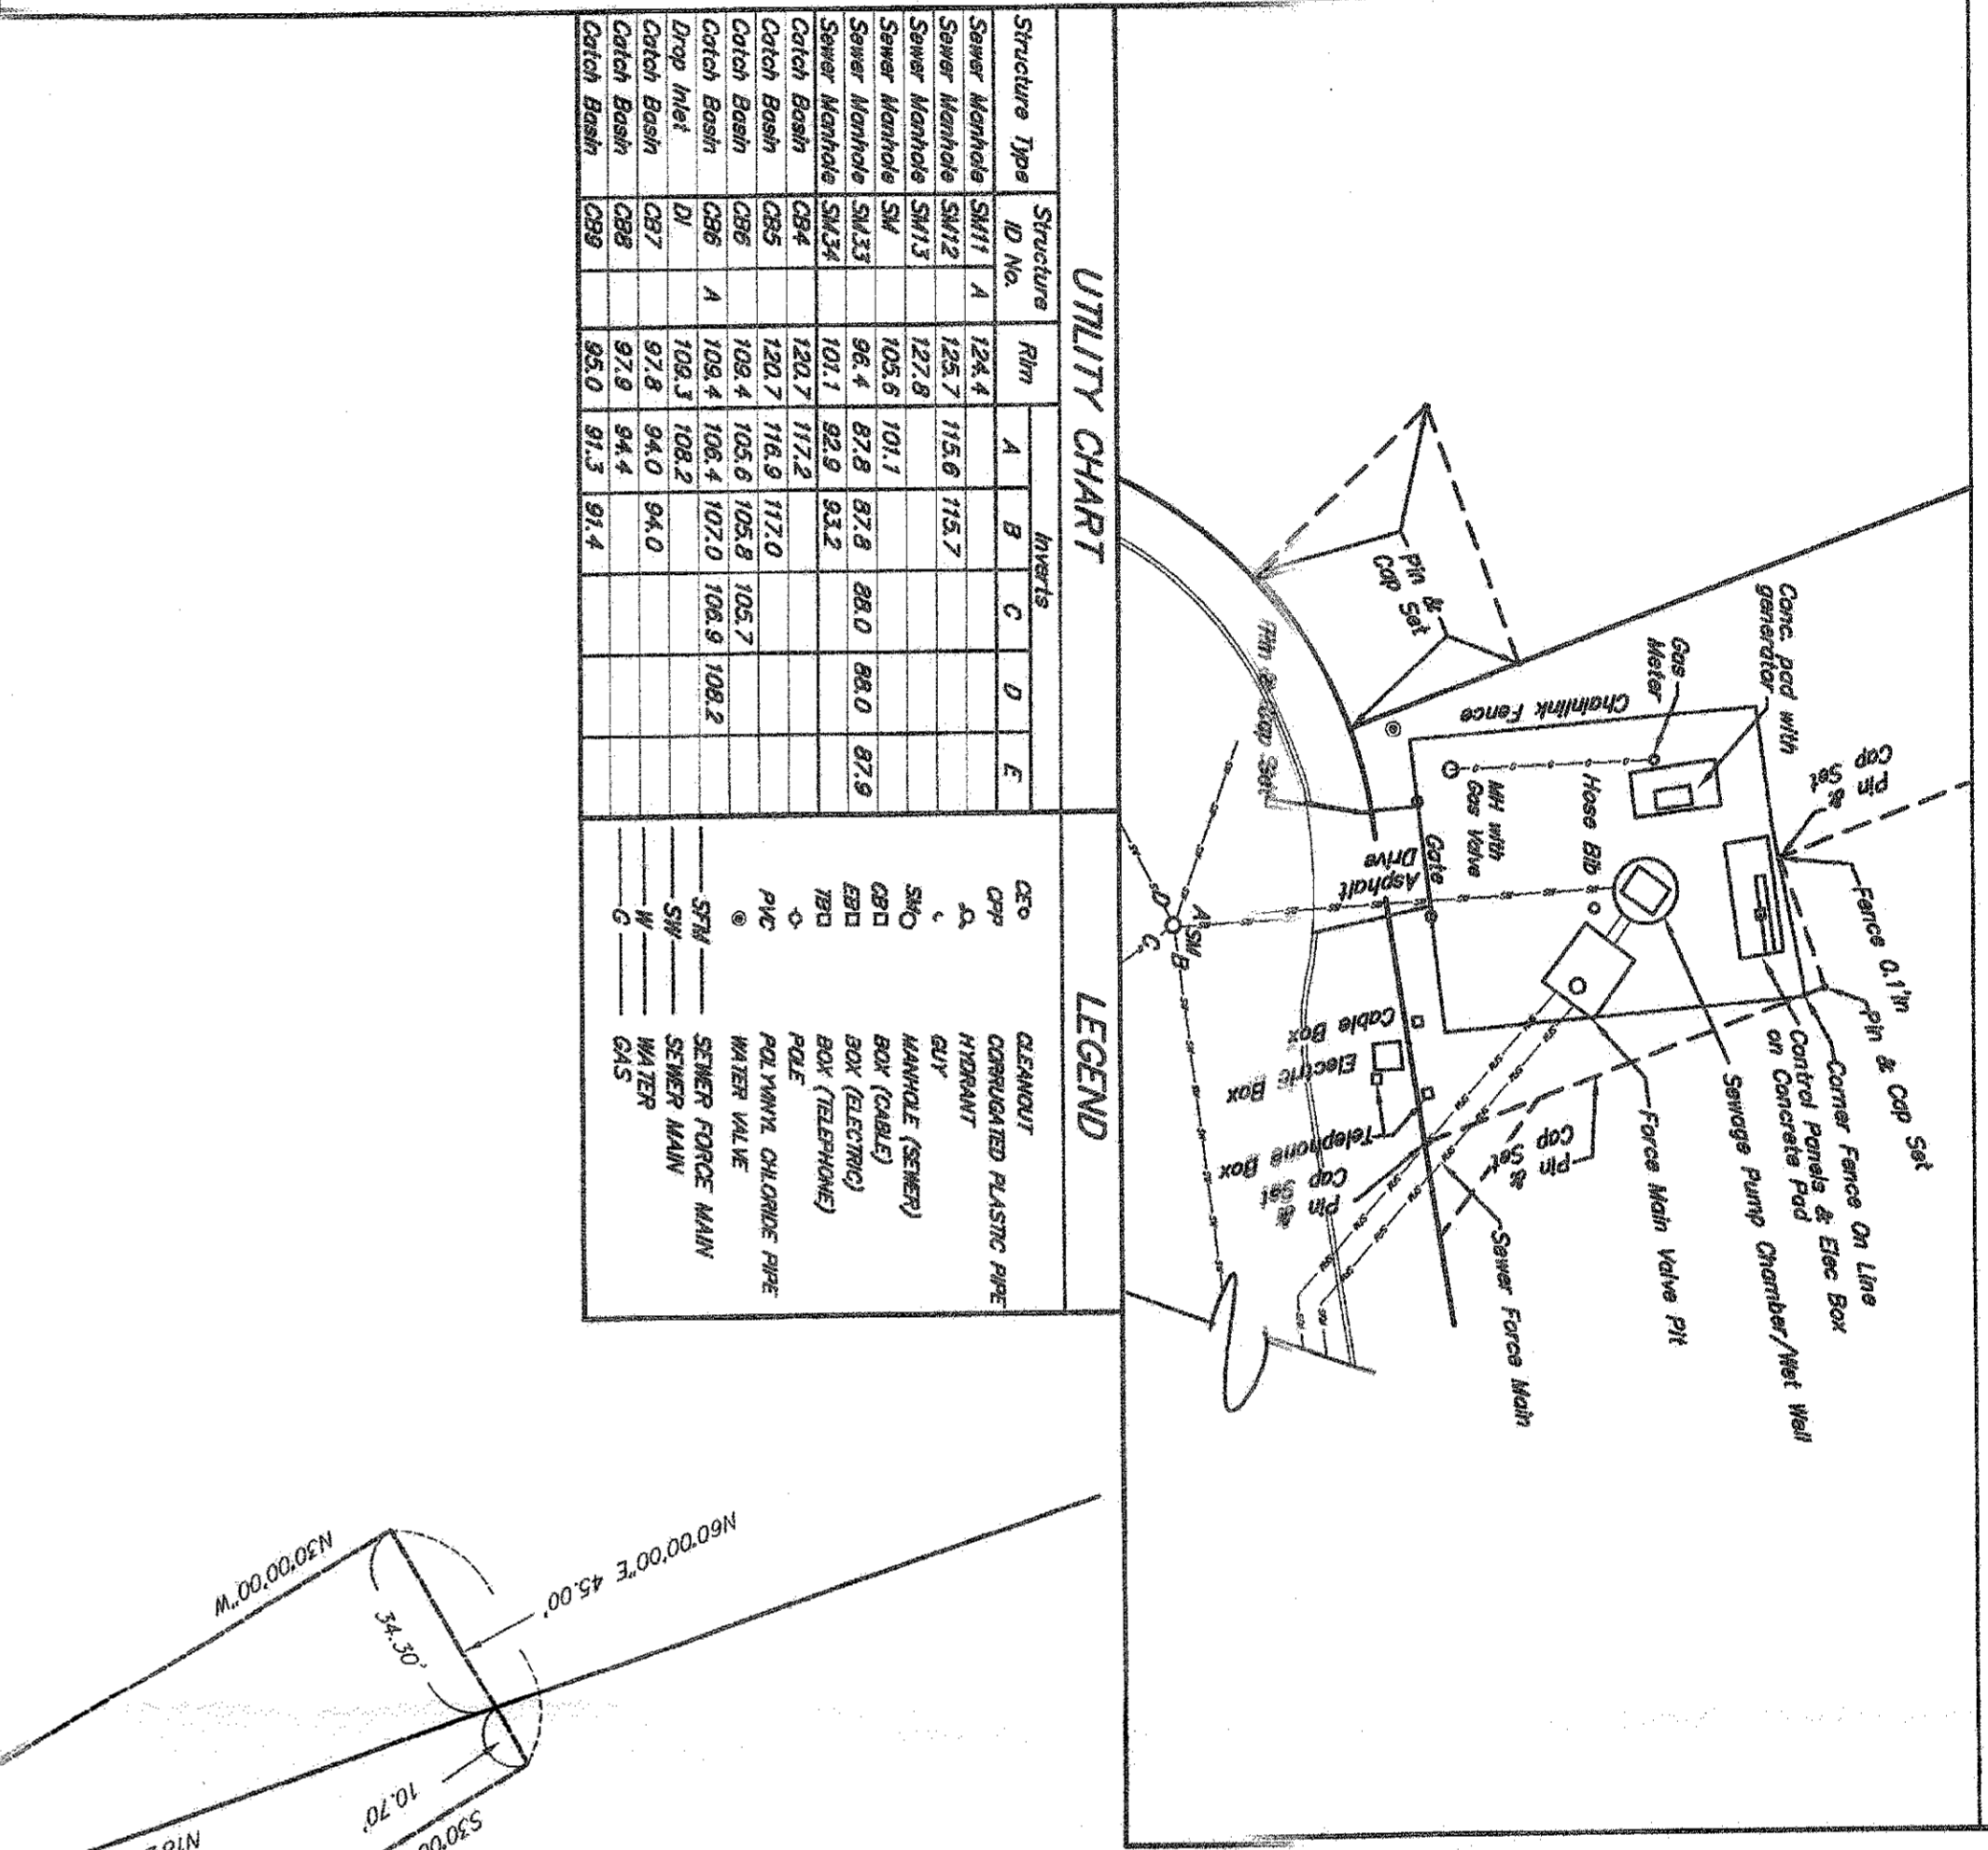 Pin & Cap Set
Fence 0.1'in
Corner Fence On Line
Control Panels & Elec Box
on Concrete Pad
Sewage Pump Chamber/Wet Well
Force Main Valve Pit
Sewer Force Main
Pin &
Cap Set
Conc. pad with
generator
Gas
Meter
Chainlink Fence
Hose Bib
MH with
Gas Valve
Gate
Asphalt
Drive
Pin &
Cap Set
Pin & Cap Set
Pin &
Cap Set
Cable Box
Electric Box
Telephone Box
Pin &
Cap Set
A
SM
B
C
D
UTILITY CHART
Structure Type Structure ID No. Rim Inverts
A B C D E
Sewer Manhole SM11 A 124.4
Sewer Manhole SM12 125.7 115.6 115.7
Sewer Manhole SM13 127.8
Sewer Manhole SM 105.6 101.1
Sewer Manhole SM33 96.4 87.8 87.8 88.0 88.0 87.9
Sewer Manhole SM34 101.1 92.9 93.2
Catch Basin CB4 120.7 117.2
Catch Basin CB5 120.7 116.9 117.0
Catch Basin CB6 109.4 105.6 105.8 105.7
Catch Basin CB6 A 109.4 106.4 107.0 106.9 108.2
Drop Inlet DI 109.3 108.2
Catch Basin CB7 97.8 94.0 94.0
Catch Basin CB8 97.9 94.4
Catch Basin CB9 95.0 91.3 91.4
LEGEND
CEO CLEANOUT
CPP CORRUGATED PLASTIC PIPE
HYDRANT
GUY
SM MANHOLE (SEWER)
CB BOX (CABLE)
EB BOX (ELECTRIC)
TB BOX (TELEPHONE)
POLE
PVC POLYVINYL CHLORIDE PIPE
WATER VALVE
SFM SEWER FORCE MAIN
SW SEWER MAIN
W WATER
G GAS
N60°00'00"E 45.00'
N30°00'00"W
34.30'
10.70'